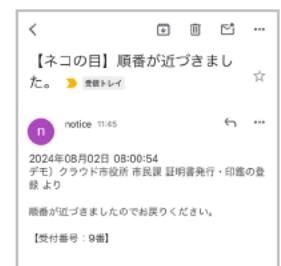 【ネコの目】順番が近づきまし
た。 受信トレイ
n
notice 11:45
2024年08月02日 08:00:54
デモ）クラウド市役所 市民課 証明書発行・印鑑の登
録 より
順番が近づきましたのでお戻りください。
【受付番号：9番】